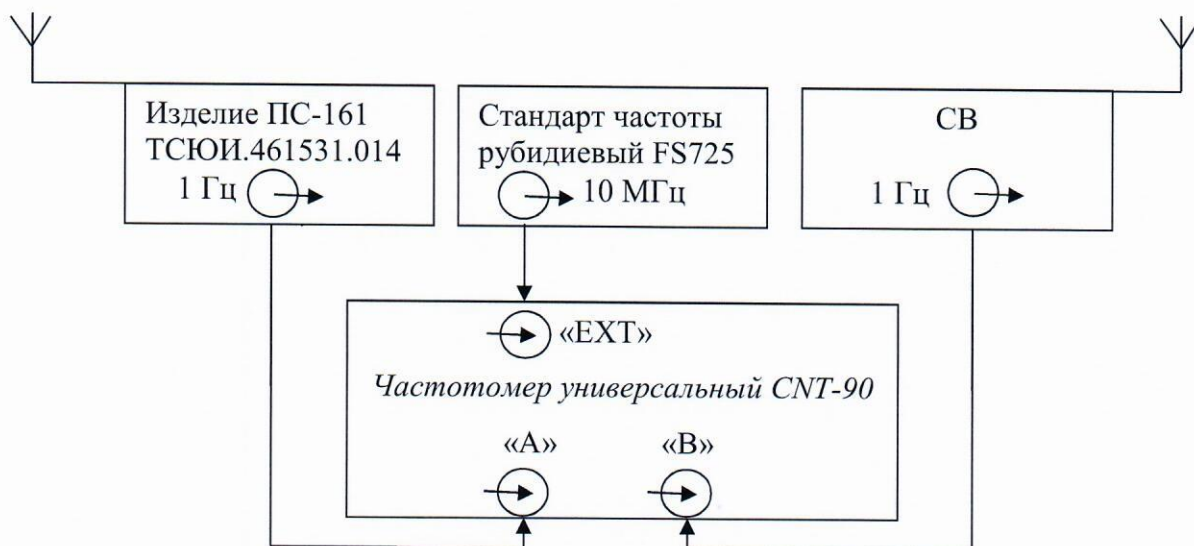 Изделие ПС-161
ТСЮИ.461531.014
1 Гц
Стандарт частоты
рубидиевый FS725
10 МГц
СВ
1 Гц
«EXT»
Частотомер универсальный CNT-90
«A»
«B»